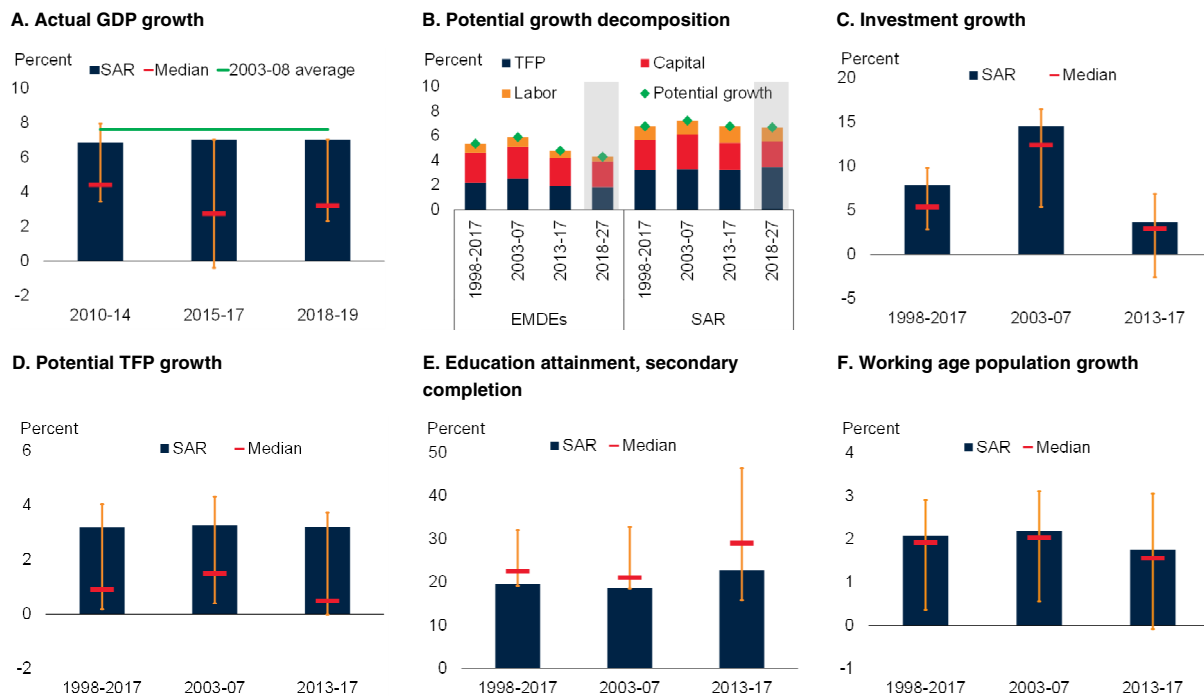 A. Actual GDP growth
Percent
SAR Median 2003-08 average
10
8
6
4
2
0
-2
2010-14 2015-17 2018-19
B. Potential growth decomposition
Percent
TFP Capital
Labor Potential growth
10
8
6
4
2
0
1998-2017 2003-07 2013-17 2018-27 1998-2017 2003-07 2013-17 2018-27
EMDEs SAR
C. Investment growth
Percent
SAR Median
20
15
10
5
0
-5
1998-2017 2003-07 2013-17
D. Potential TFP growth
Percent
SAR Median
6
4
2
0
-2
1998-2017 2003-07 2013-17
E. Education attainment, secondary
completion
Percent
SAR Median
50
40
30
20
10
0
1998-2017 2003-07 2013-17
F. Working age population growth
Percent
SAR Median
4
3
2
1
0
-1
1998-2017 2003-07 2013-17